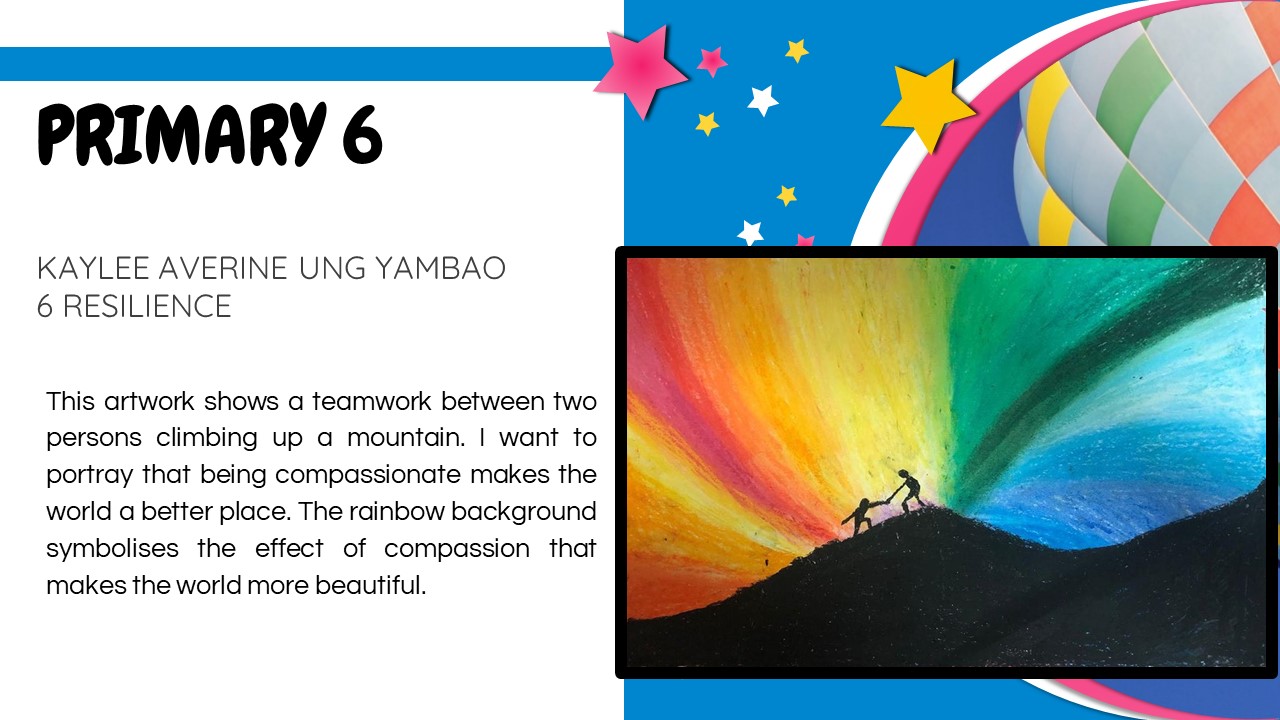 PRIMARY 6
KAYLEE AVERINE UNG YAMBAO
6 RESILIENCE
This artwork shows a teamwork between two
persons climbing up a mountain. I want to
portray that being compassionate makes the
world a better place. The rainbow background
symbolises the effect of compassion that
makes the world more beautiful.